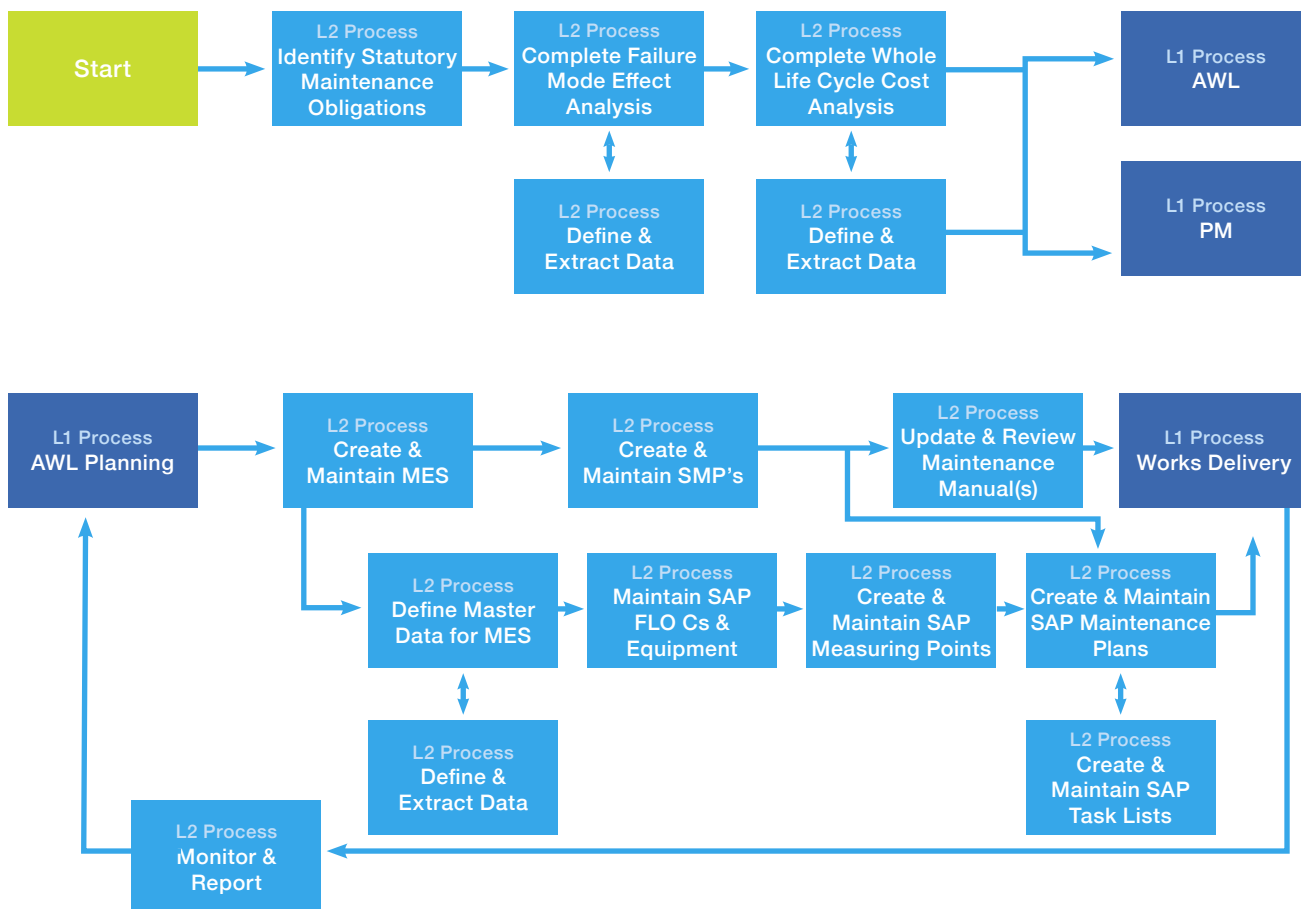 Start
L2 Process
Identify Statutory
Maintenance
Obligations
L2 Process
Complete Failure
Mode Effect
Analysis
L2 Process
Complete Whole
Life Cycle Cost
Analysis
L1 Process
AWL
L2 Process
Define &
Extract Data
L2 Process
Define &
Extract Data
L1 Process
PM
L1 Process
AWL Planning
L2 Process
Create &
Maintain MES
L2 Process
Create &
Maintain SMP's
L2 Process
Update & Review
Maintenance
Manual(s)
L1 Process
Works Delivery
L2 Process
Define Master
Data for MES
L2 Process
Maintain SAP
FLO Cs &
Equipment
L2 Process
Create &
Maintain SAP
Measuring Points
L2 Process
Create & Maintain
SAP Maintenance
Plans
L2 Process
Define &
Extract Data
L2 Process
Create &
Maintain SAP
Task Lists
L2 Process
Monitor &
Report